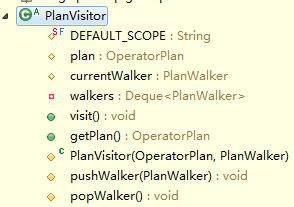 PlanVisitor
DEFAULT_SCOPE : String
plan : OperatorPlan
currentWalker : PlanWalker
walkers : Deque<PlanWalker>
visit() : void
getPlan() : OperatorPlan
PlanVisitor(OperatorPlan, PlanWalker)
pushWalker(PlanWalker) : void
popWalker() : void